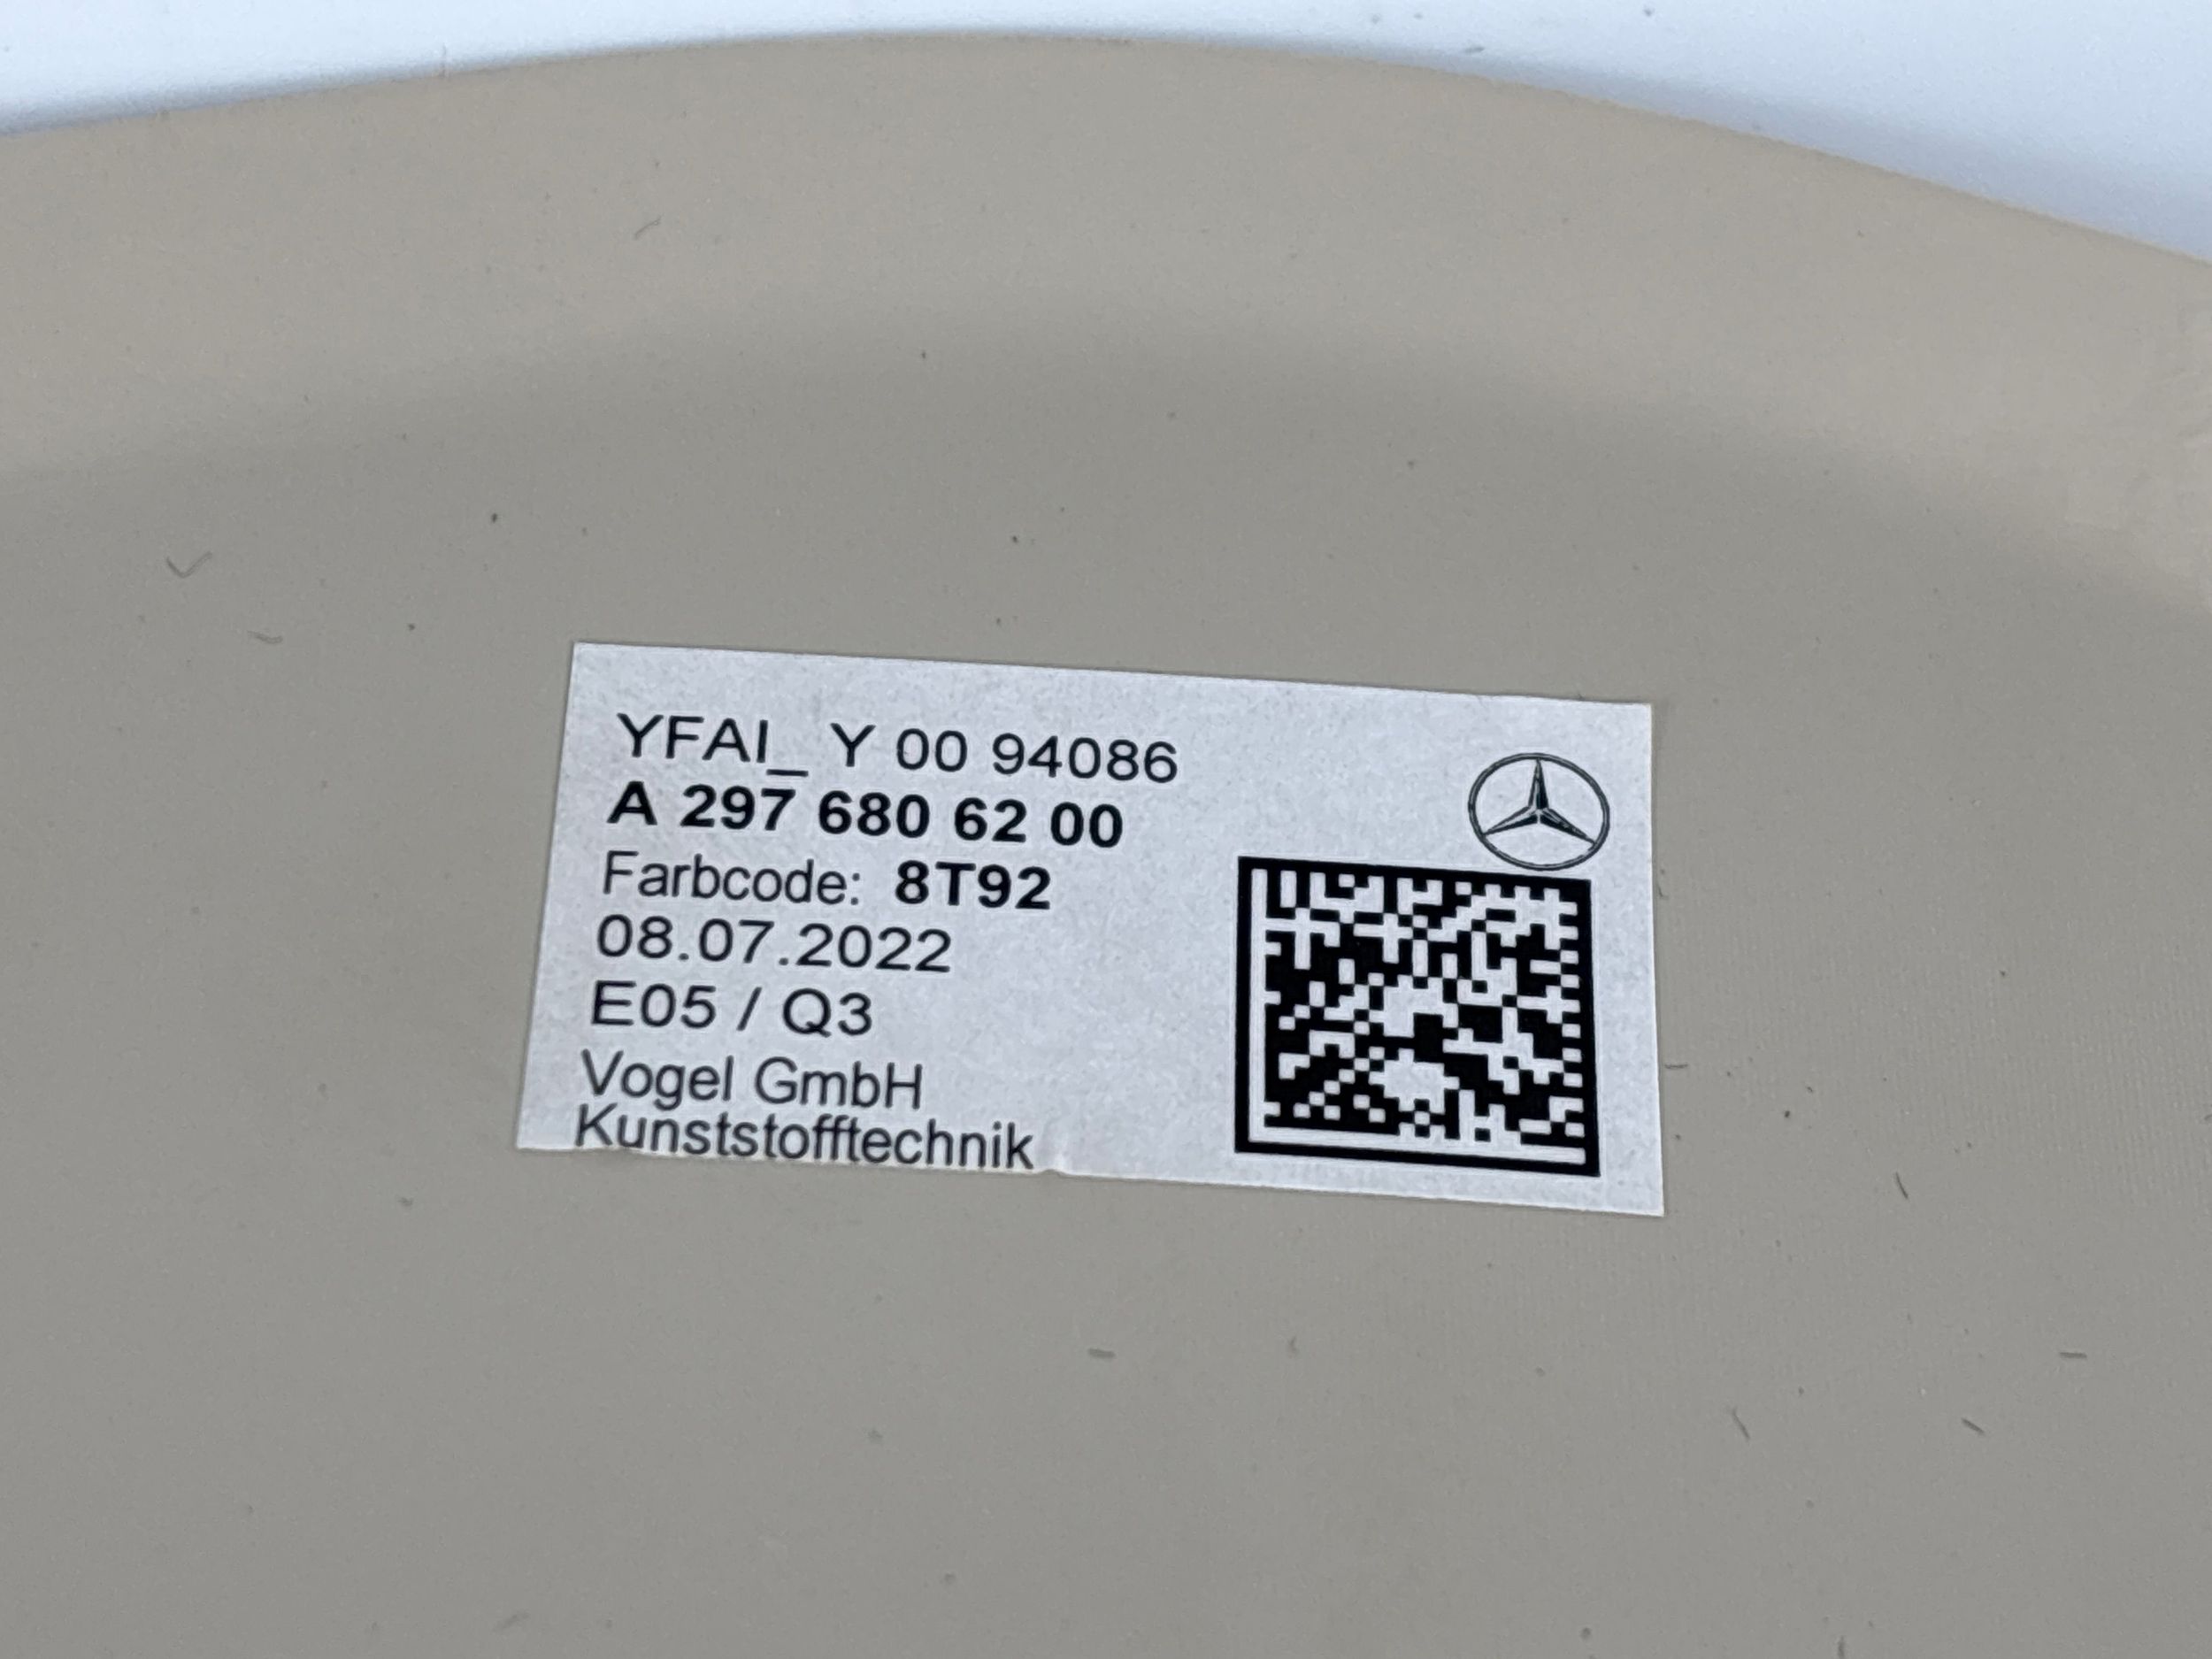 YFAI_ Y 00 94086
A 297 680 62 00
Farbcode: 8T92
08.07.2022
E05 / Q3
Vogel GmbH
Kunststofftechnik